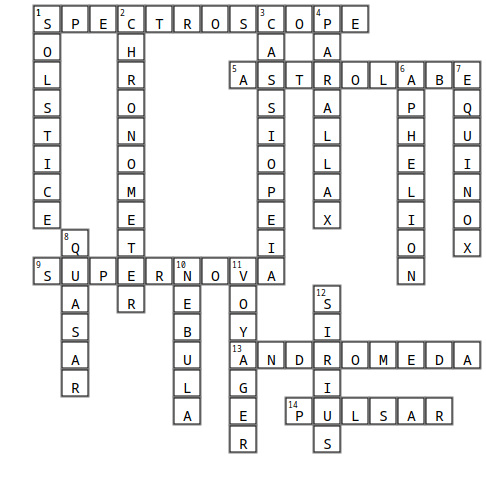 1 S P E 2 C T R O S 3 C O 4 P E
O H A A
L R 5 A S T R O L 6 A B 7 E
S O S A P Q
T N I L H U
I O O L E I
C M P A L N
E E E X I O
8 Q T I O X
9 S U P E R 10 N O 11 V A N
A R E O 12 S
S B Y I
A U 13 A N D R O M E D A
R L G I
A E 14 P U L S A R
R S